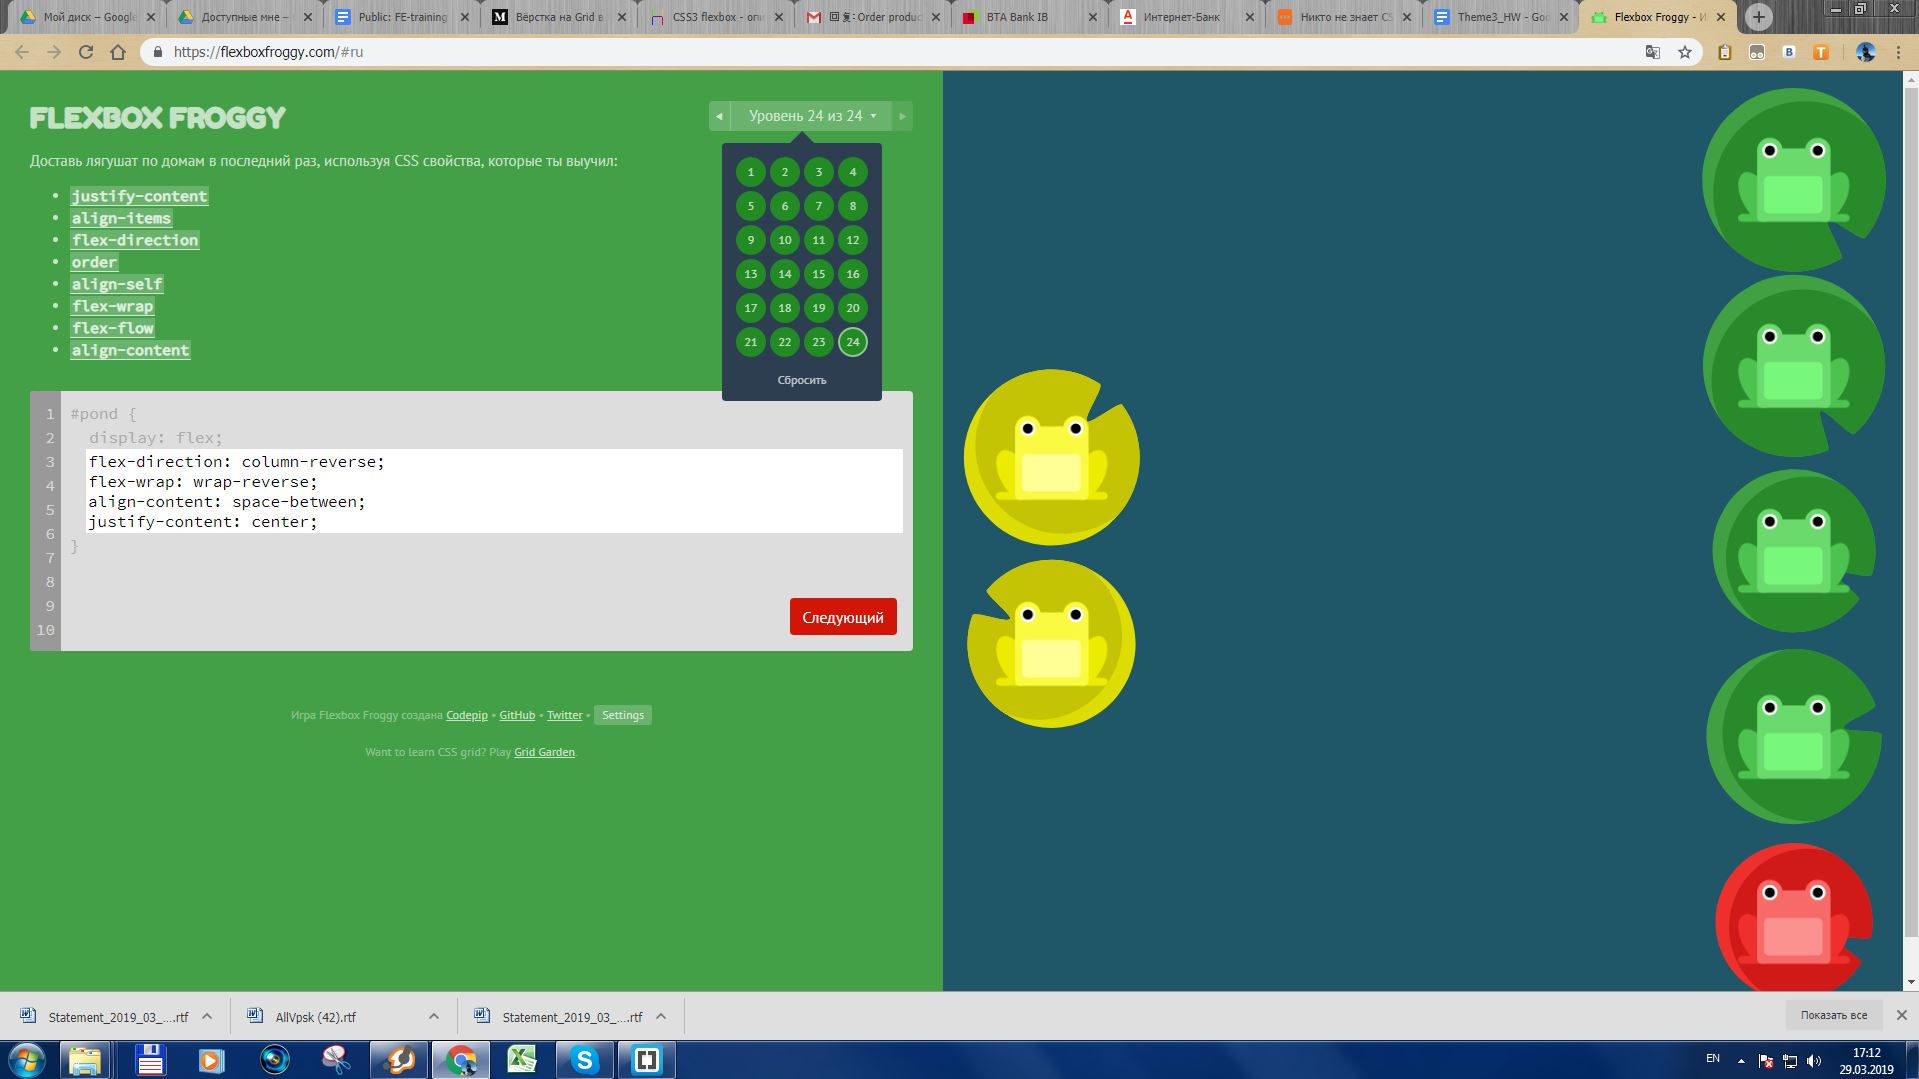 Мой диск – Google
Доступные мне –
Public: FE-training
Вёрстка на Grid в
CSS3 flexbox - опи
Order produc
BTA Bank IB
Интернет-Банк
Никто не знает CS
Theme3_HW - Goo
Flexbox Froggy - И
https://flexboxfroggy.com/#ru
FLEXBOX FROGGY
Уровень 24 из 24
Доставь лягушат по домам в последний раз, используя CSS свойства, которые ты выучил:
justify-content
align-items
flex-direction
order
align-self
flex-wrap
flex-flow
align-content
1 2 3 4
5 6 7 8
9 10 11 12
13 14 15 16
17 18 19 20
21 22 23 24
Сбросить
1 #pond {
2 display: flex;
3 flex-direction: column-reverse;
4 flex-wrap: wrap-reverse;
5 align-content: space-between;
6 justify-content: center;
7 }
8
9
10
Следующий
Игра Flexbox Froggy создана Codepip • GitHub • Twitter • Settings
Want to learn CSS grid? Play Grid Garden.
Statement_2019_03_....rtf
AllVpsk (42).rtf
Statement_2019_03_....rtf
Показать все
EN
17:12
29.03.2019